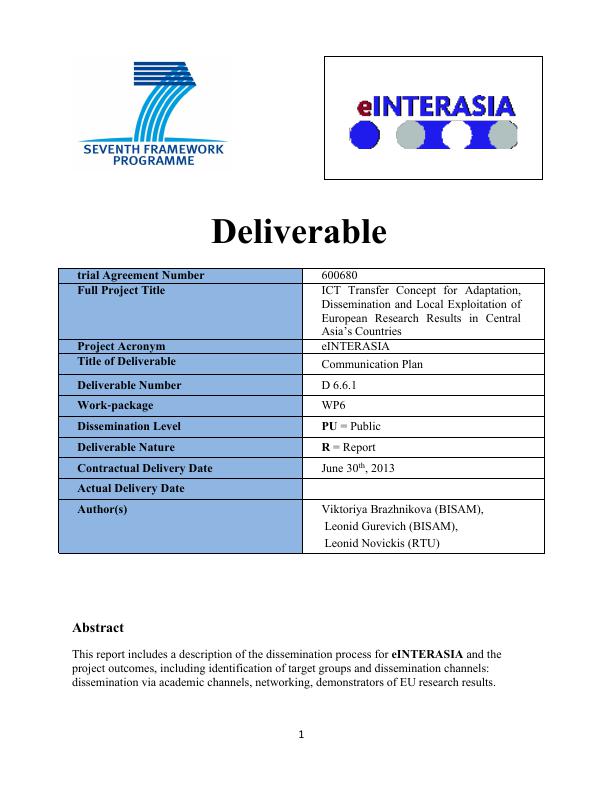 SEVENTH FRAMEWORK
PROGRAMME
eINTERASIA
Deliverable
trial Agreement Number 600680
Full Project Title ICT Transfer Concept for Adaptation,
Dissemination and Local Exploitation of
European Research Results in Central
Asia's Countries
Project Acronym eINTERASIA
Title of Deliverable Communication Plan
Deliverable Number D 6.6.1
Work-package WP6
Dissemination Level PU = Public
Deliverable Nature R = Report
Contractual Delivery Date June 30th, 2013
Actual Delivery Date
Author(s) Viktoriya Brazhnikova (BISAM),
Leonid Gurevich (BISAM),
Leonid Novickis (RTU)
Abstract
This report includes a description of the dissemination process for eINTERASIA and the
project outcomes, including identification of target groups and dissemination channels:
dissemination via academic channels, networking, demonstrators of EU research results.
1